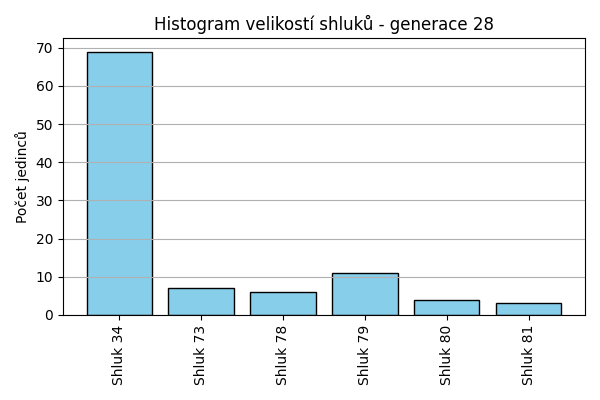 Histogram velikostí shluků - generace 28
Počet jedinců
70
60
50
40
30
20
10
0
Shluk 34
Shluk 73
Shluk 78
Shluk 79
Shluk 80
Shluk 81